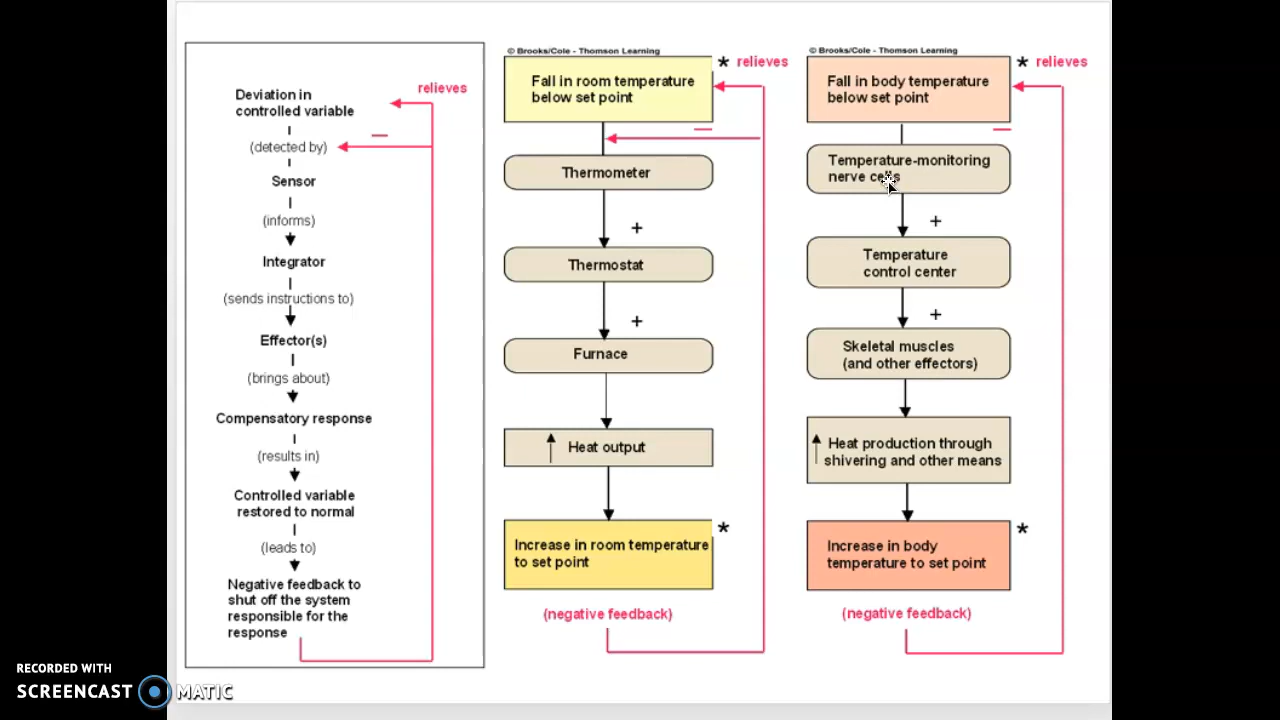 Deviation in
controlled variable
(detected by)
Sensor
(informs)
Integrator
(sends instructions to)
Effector(s)
(brings about)
Compensatory response
(results in)
Controlled variable
restored to normal
(leads to)
Negative feedback to
shut off the system
responsible for the
response
relieves
—
© Brooks/Cole - Thomson Learning
Fall in room temperature
below set point
* relieves
—
Thermometer
+
Thermostat
+
Furnace
↑ Heat output
Increase in room temperature
to set point
*
(negative feedback)
© Brooks/Cole - Thomson Learning
Fall in body temperature
below set point
* relieves
—
Temperature-monitoring
nerve cells
+
Temperature
control center
+
Skeletal muscles
(and other effectors)
↑ Heat production through
shivering and other means
Increase in body
temperature to set point
*
(negative feedback)
RECORDED WITH
SCREENCAST MATIC